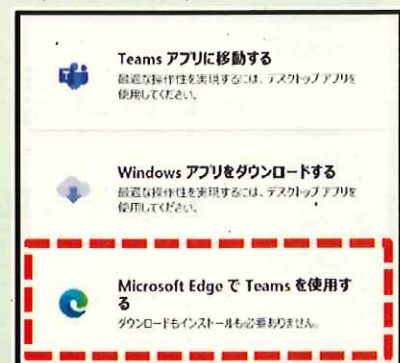 Teams アプリに移動する
最適な操作性を実現するには、デスクトップ アプリを
使用してください。
Windows アプリをダウンロードする
最適な操作性を実現するには、デスクトップ アプリを
使用してください。
Microsoft Edge で Teams を使用す
る
ダウンロードもインストールも必要ありません。